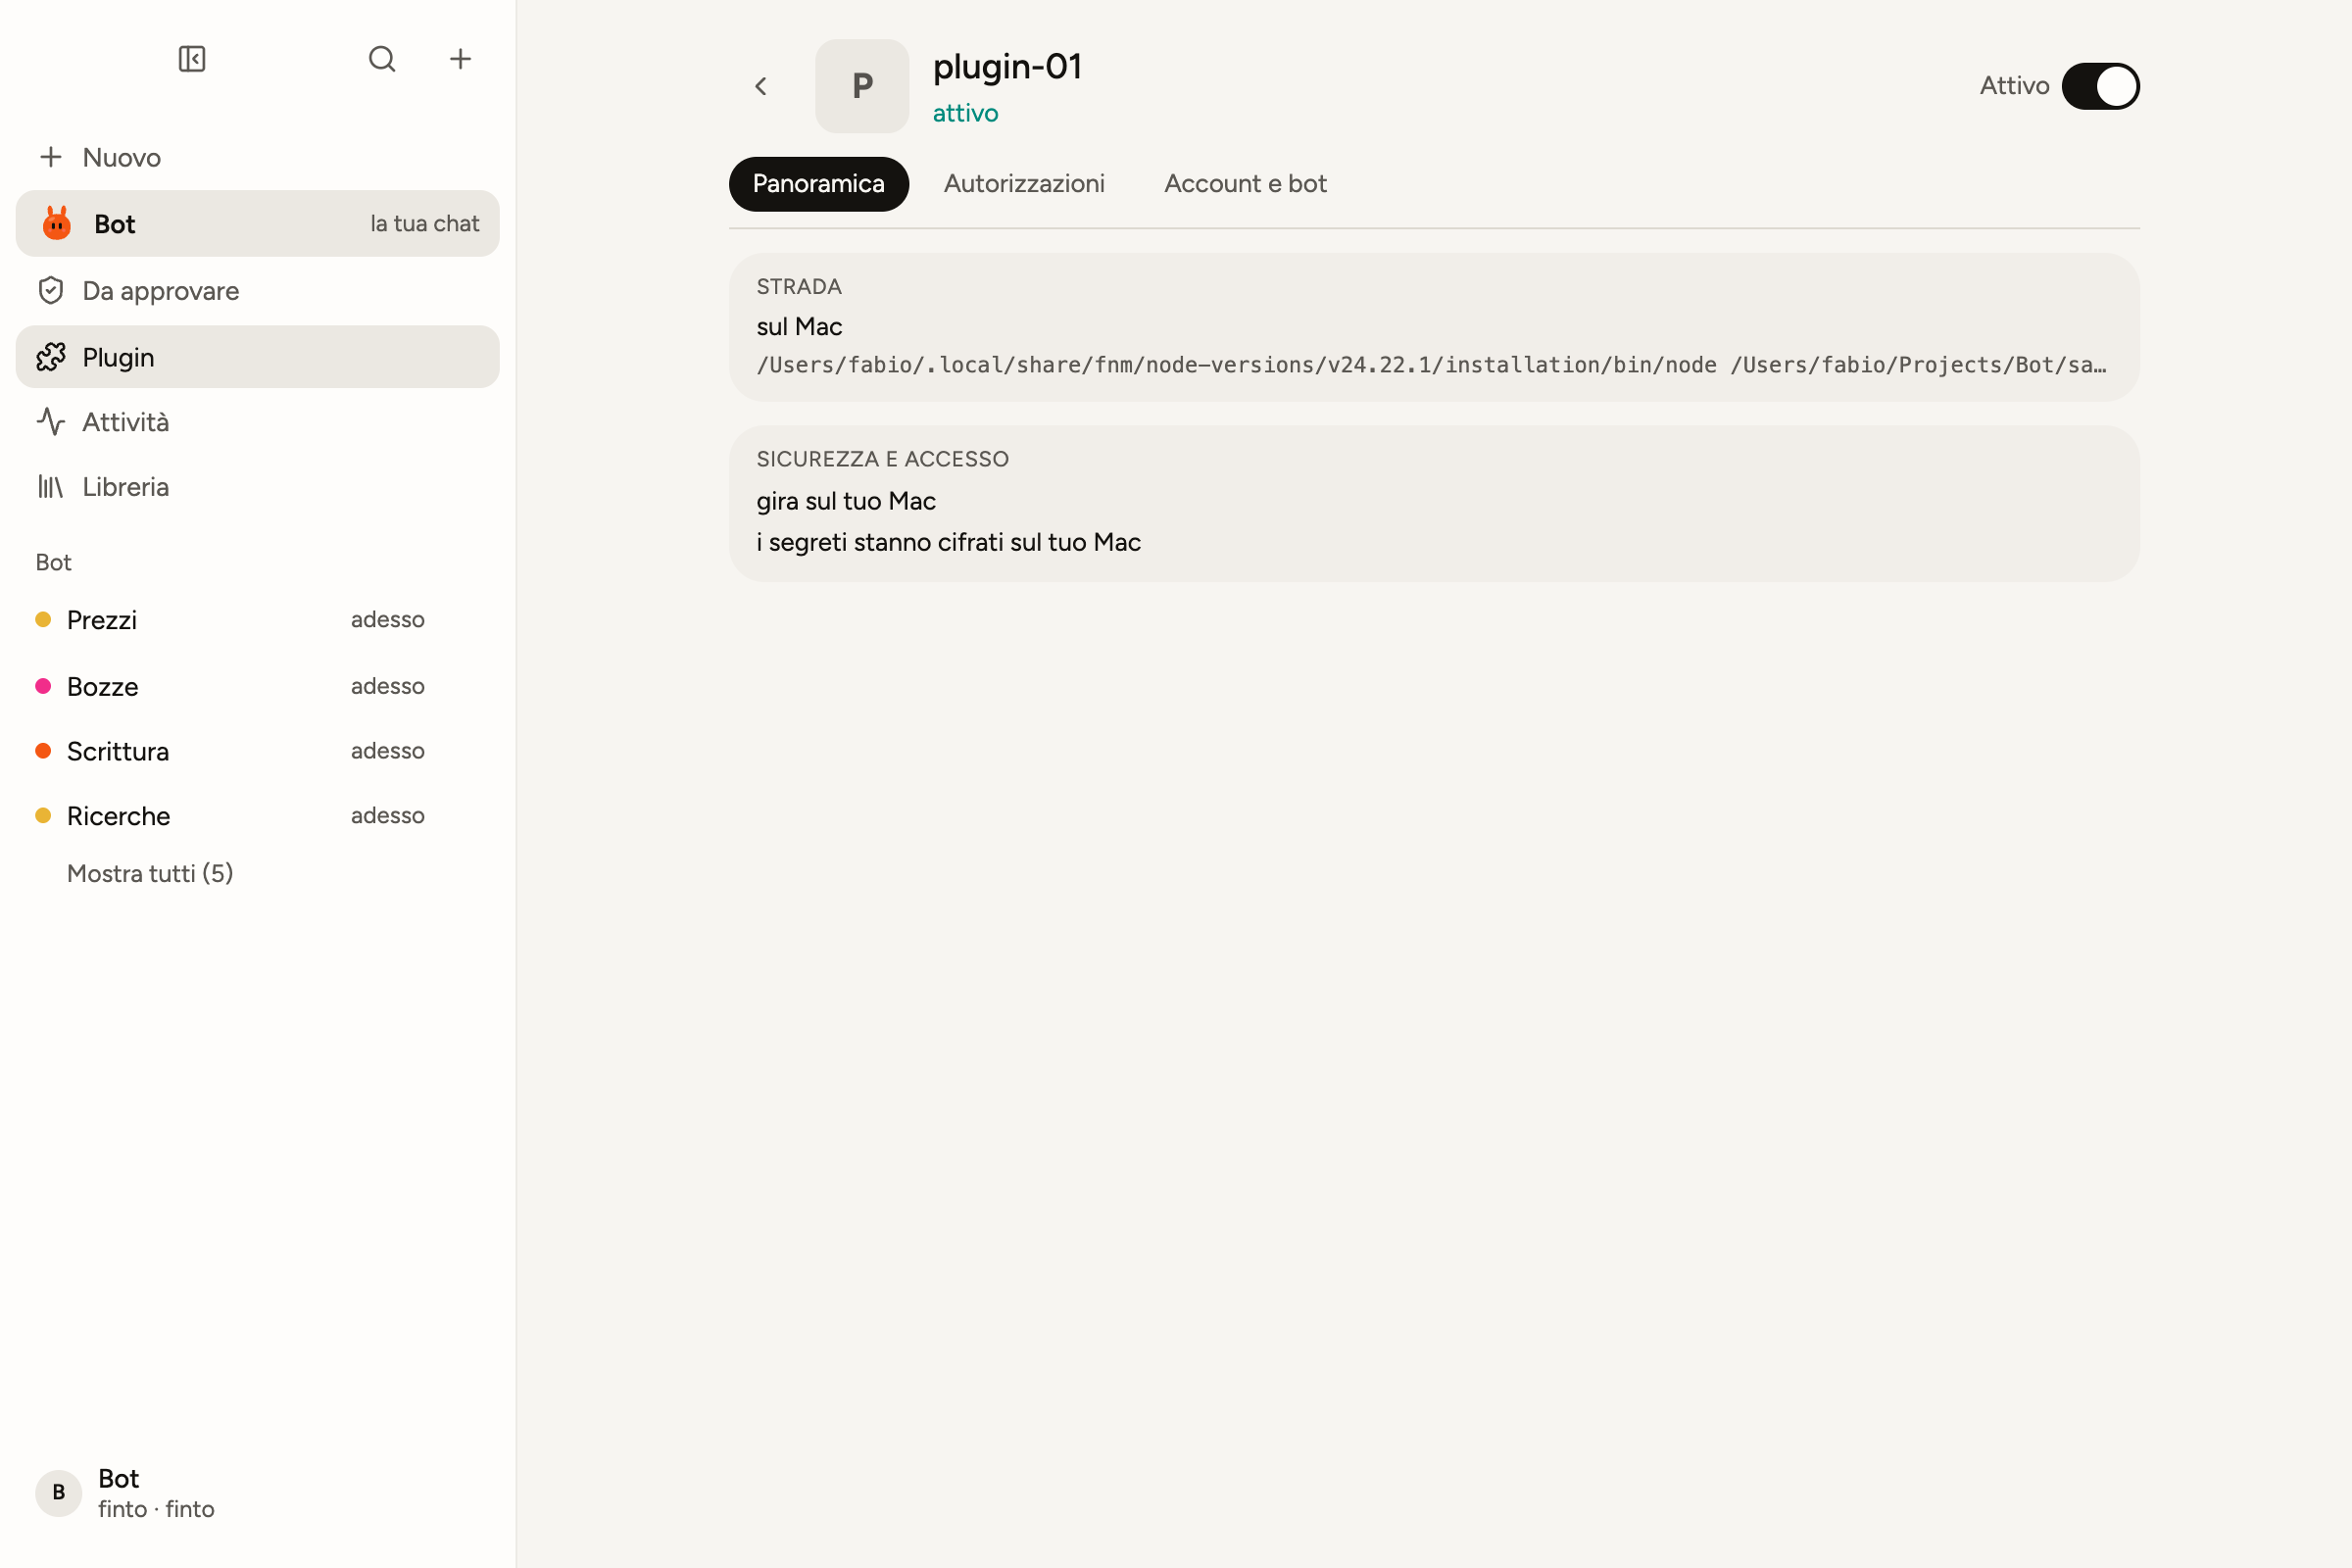 Nuovo
Bot
la tua chat
Da approvare
Plugin
Attività
Libreria
Bot
Prezzi
adesso
Bozze
adesso
Scrittura
adesso
Ricerche
adesso
Mostra tutti (5)
B
Bot
finto · finto
P
plugin-01
attivo
Attivo
Panoramica
Autorizzazioni
Account e bot
STRADA
sul Mac
/Users/fabio/.local/share/fnm/node-versions/v24.22.1/installation/bin/node /Users/fabio/Projects/Bot/sa…
SICUREZZA E ACCESSO
gira sul tuo Mac
i segreti stanno cifrati sul tuo Mac